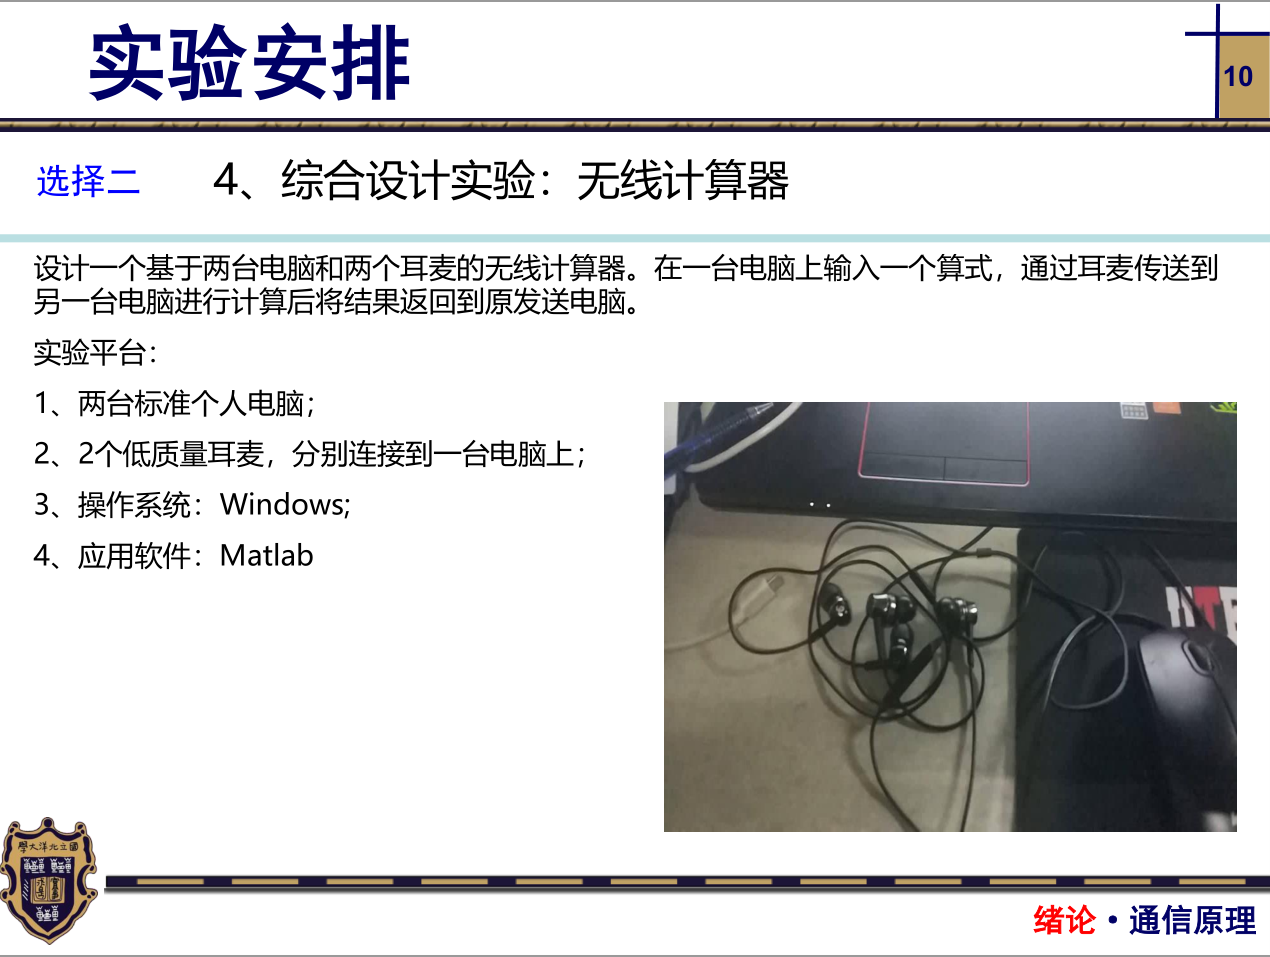 实验安排
10
选择二
4、综合设计实验：无线计算器
设计一个基于两台电脑和两个耳麦的无线计算器。在一台电脑上输入一个算式，通过耳麦传送到
另一台电脑进行计算后将结果返回到原发送电脑。
实验平台：
1、两台标准个人电脑；
2、2个低质量耳麦，分别连接到一台电脑上；
3、操作系统：Windows;
4、应用软件：Matlab
學大洋北立國
绪论·通信原理